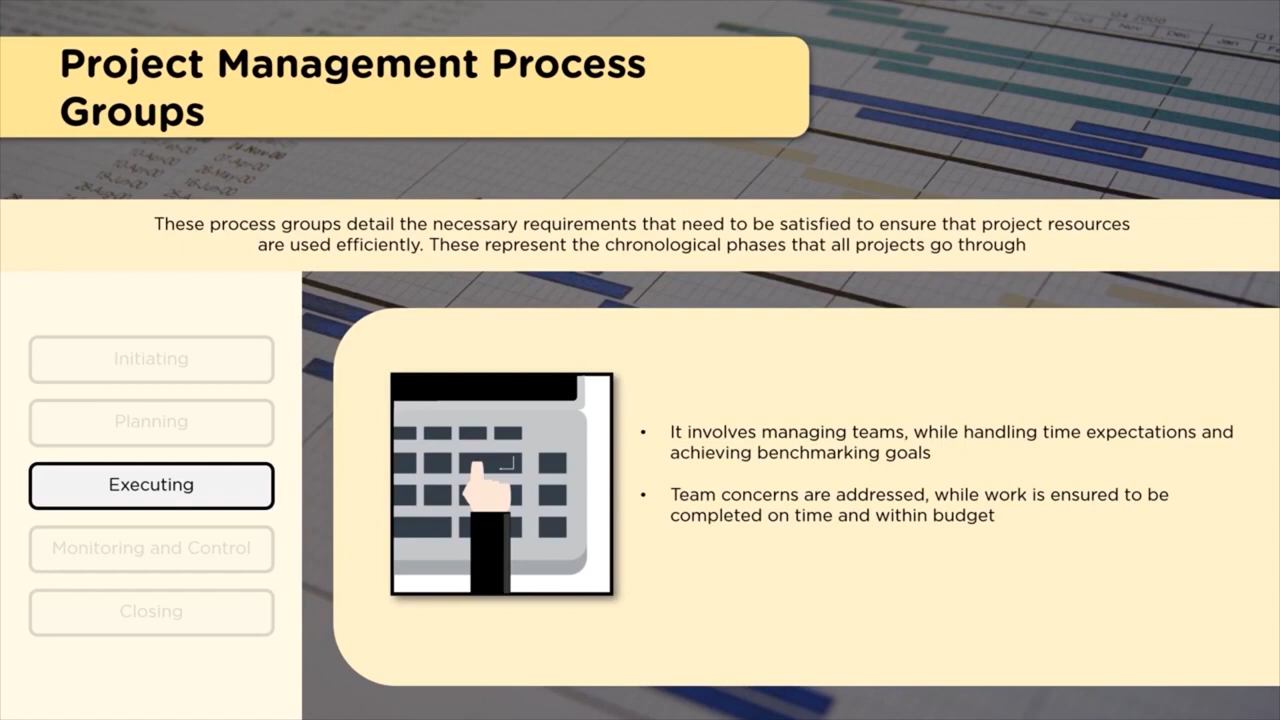 Project Management Process
Groups
These process groups detail the necessary requirements that need to be satisfied to ensure that project resources
are used efficiently. These represent the chronological phases that all projects go through
Initiating
Planning
Executing
Monitoring and Control
Closing
• It involves managing teams, while handling time expectations and
achieving benchmarking goals
• Team concerns are addressed, while work is ensured to be
completed on time and within budget